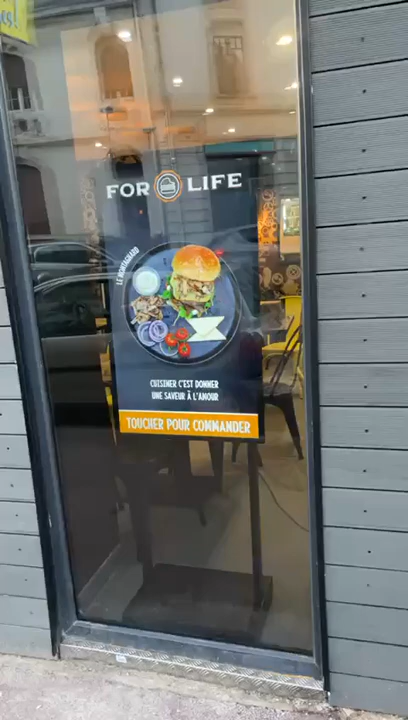 FOR LIFE
LE MONTAGNARD
CUISINER C'EST DONNER
UNE SAVEUR À L'AMOUR
TOUCHER POUR COMMANDER